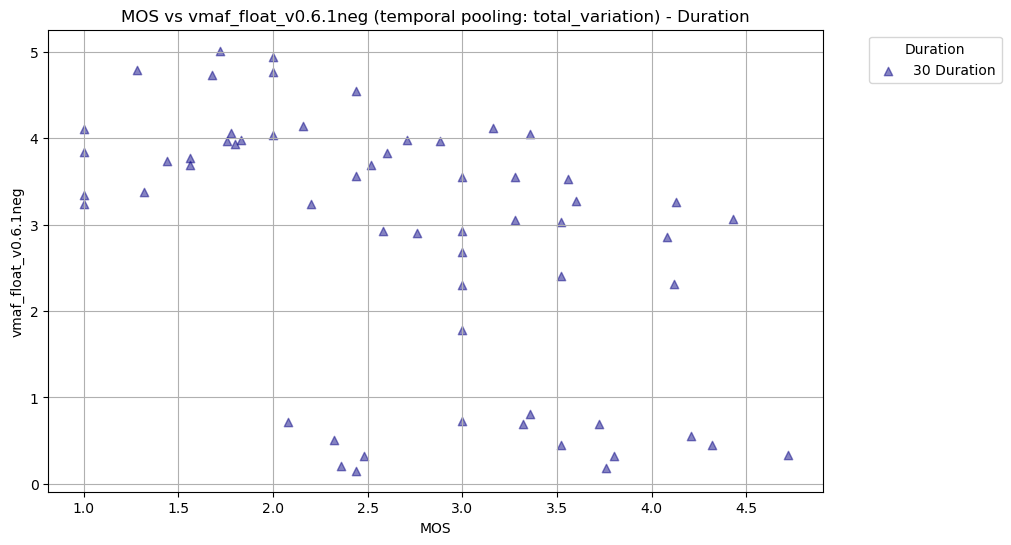 MOS vs vmaf_float_v0.6.1neg (temporal pooling: total_variation) - Duration
Duration
30 Duration
vmaf_float_v0.6.1neg
5
4
3
2
1
0
1.0 1.5 2.0 2.5 3.0 3.5 4.0 4.5
MOS